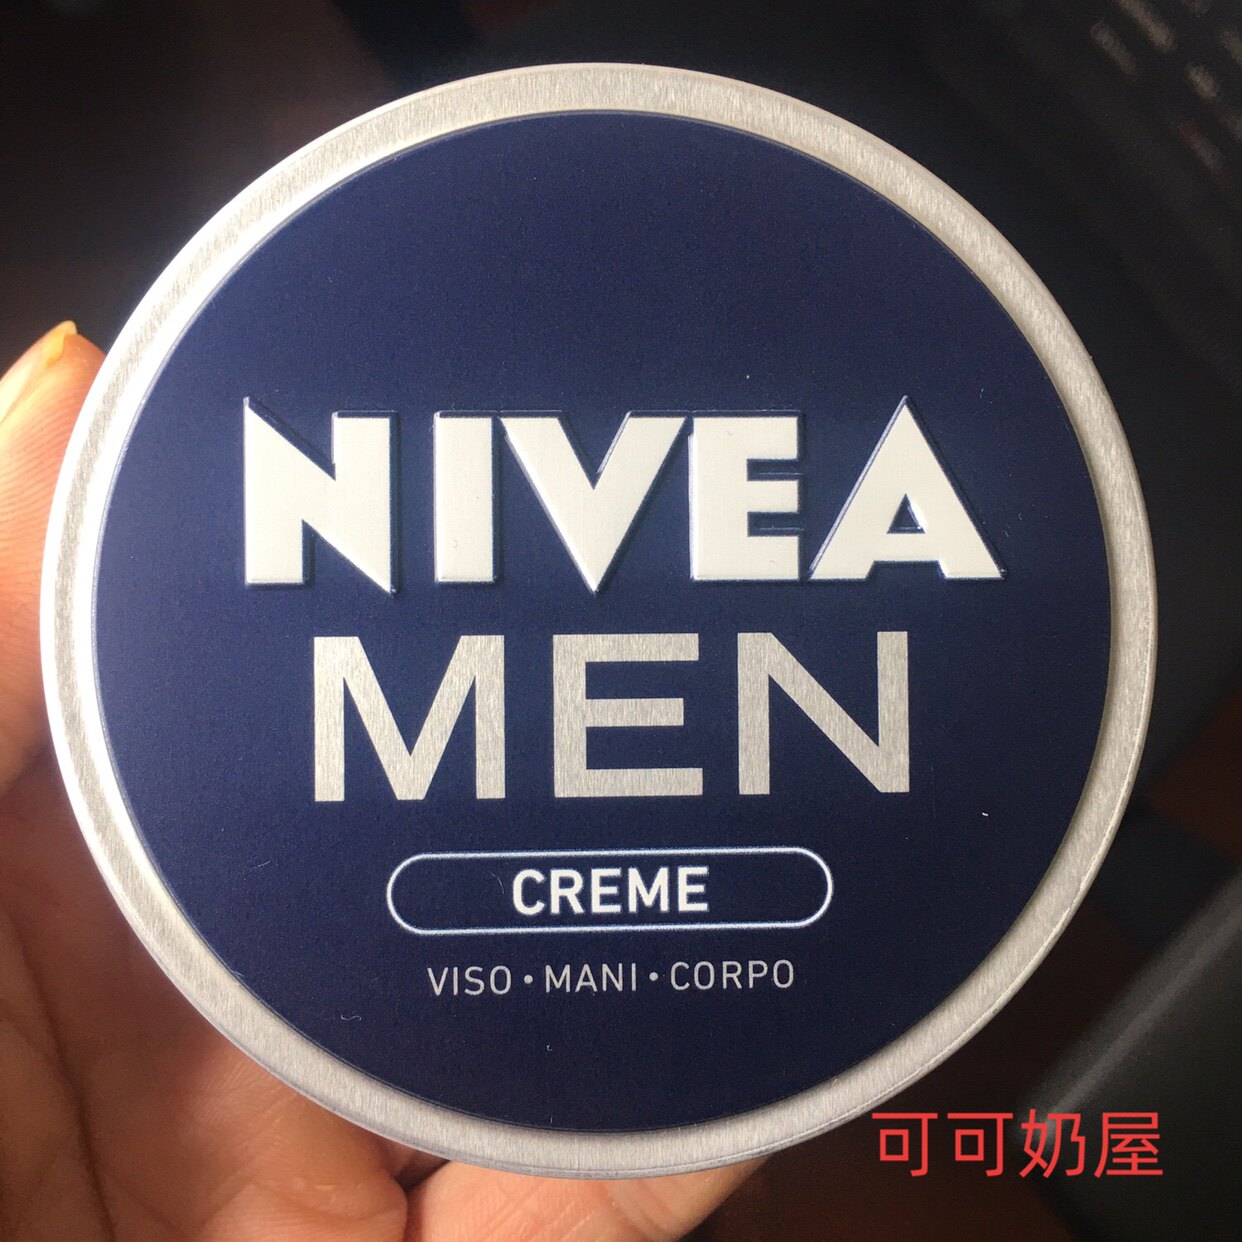 NIVEA
MEN
CREME
VISO • MANI • CORPO
可可奶屋